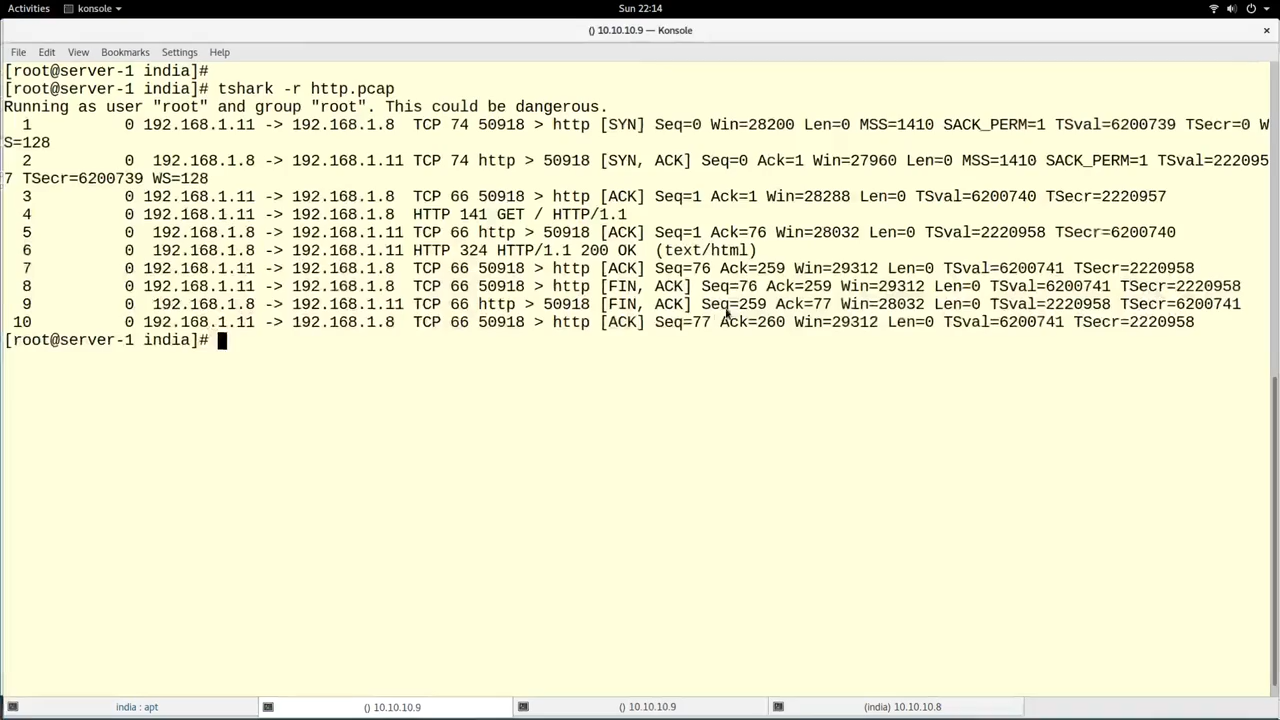 Activities konsole Sun 22:14
() 10.10.10.9 — Konsole
File Edit View Bookmarks Settings Help
[root@server-1 india]#
[root@server-1 india]# tshark -r http.pcap
Running as user "root" and group "root". This could be dangerous.
1 0 192.168.1.11 -> 192.168.1.8 TCP 74 50918 > http [SYN] Seq=0 Win=28200 Len=0 MSS=1410 SACK_PERM=1 TSval=6200739 TSecr=0 W
S=128
2 0 192.168.1.8 -> 192.168.1.11 TCP 74 http > 50918 [SYN, ACK] Seq=0 Ack=1 Win=27960 Len=0 MSS=1410 SACK_PERM=1 TSval=222095
7 TSecr=6200739 WS=128
3 0 192.168.1.11 -> 192.168.1.8 TCP 66 50918 > http [ACK] Seq=1 Ack=1 Win=28288 Len=0 TSval=6200740 TSecr=2220957
4 0 192.168.1.11 -> 192.168.1.8 HTTP 141 GET / HTTP/1.1
5 0 192.168.1.8 -> 192.168.1.11 TCP 66 http > 50918 [ACK] Seq=1 Ack=76 Win=28032 Len=0 TSval=2220958 TSecr=6200740
6 0 192.168.1.8 -> 192.168.1.11 HTTP 324 HTTP/1.1 200 OK (text/html)
7 0 192.168.1.11 -> 192.168.1.8 TCP 66 50918 > http [ACK] Seq=76 Ack=259 Win=29312 Len=0 TSval=6200741 TSecr=2220958
8 0 192.168.1.11 -> 192.168.1.8 TCP 66 50918 > http [FIN, ACK] Seq=76 Ack=259 Win=29312 Len=0 TSval=6200741 TSecr=2220958
9 0 192.168.1.8 -> 192.168.1.11 TCP 66 http > 50918 [FIN, ACK] Seq=259 Ack=77 Win=28032 Len=0 TSval=2220958 TSecr=6200741
10 0 192.168.1.11 -> 192.168.1.8 TCP 66 50918 > http [ACK] Seq=77 Ack=260 Win=29312 Len=0 TSval=6200741 TSecr=2220958
[root@server-1 india]#
india : apt () 10.10.10.9 () 10.10.10.9 (india) 10.10.10.8